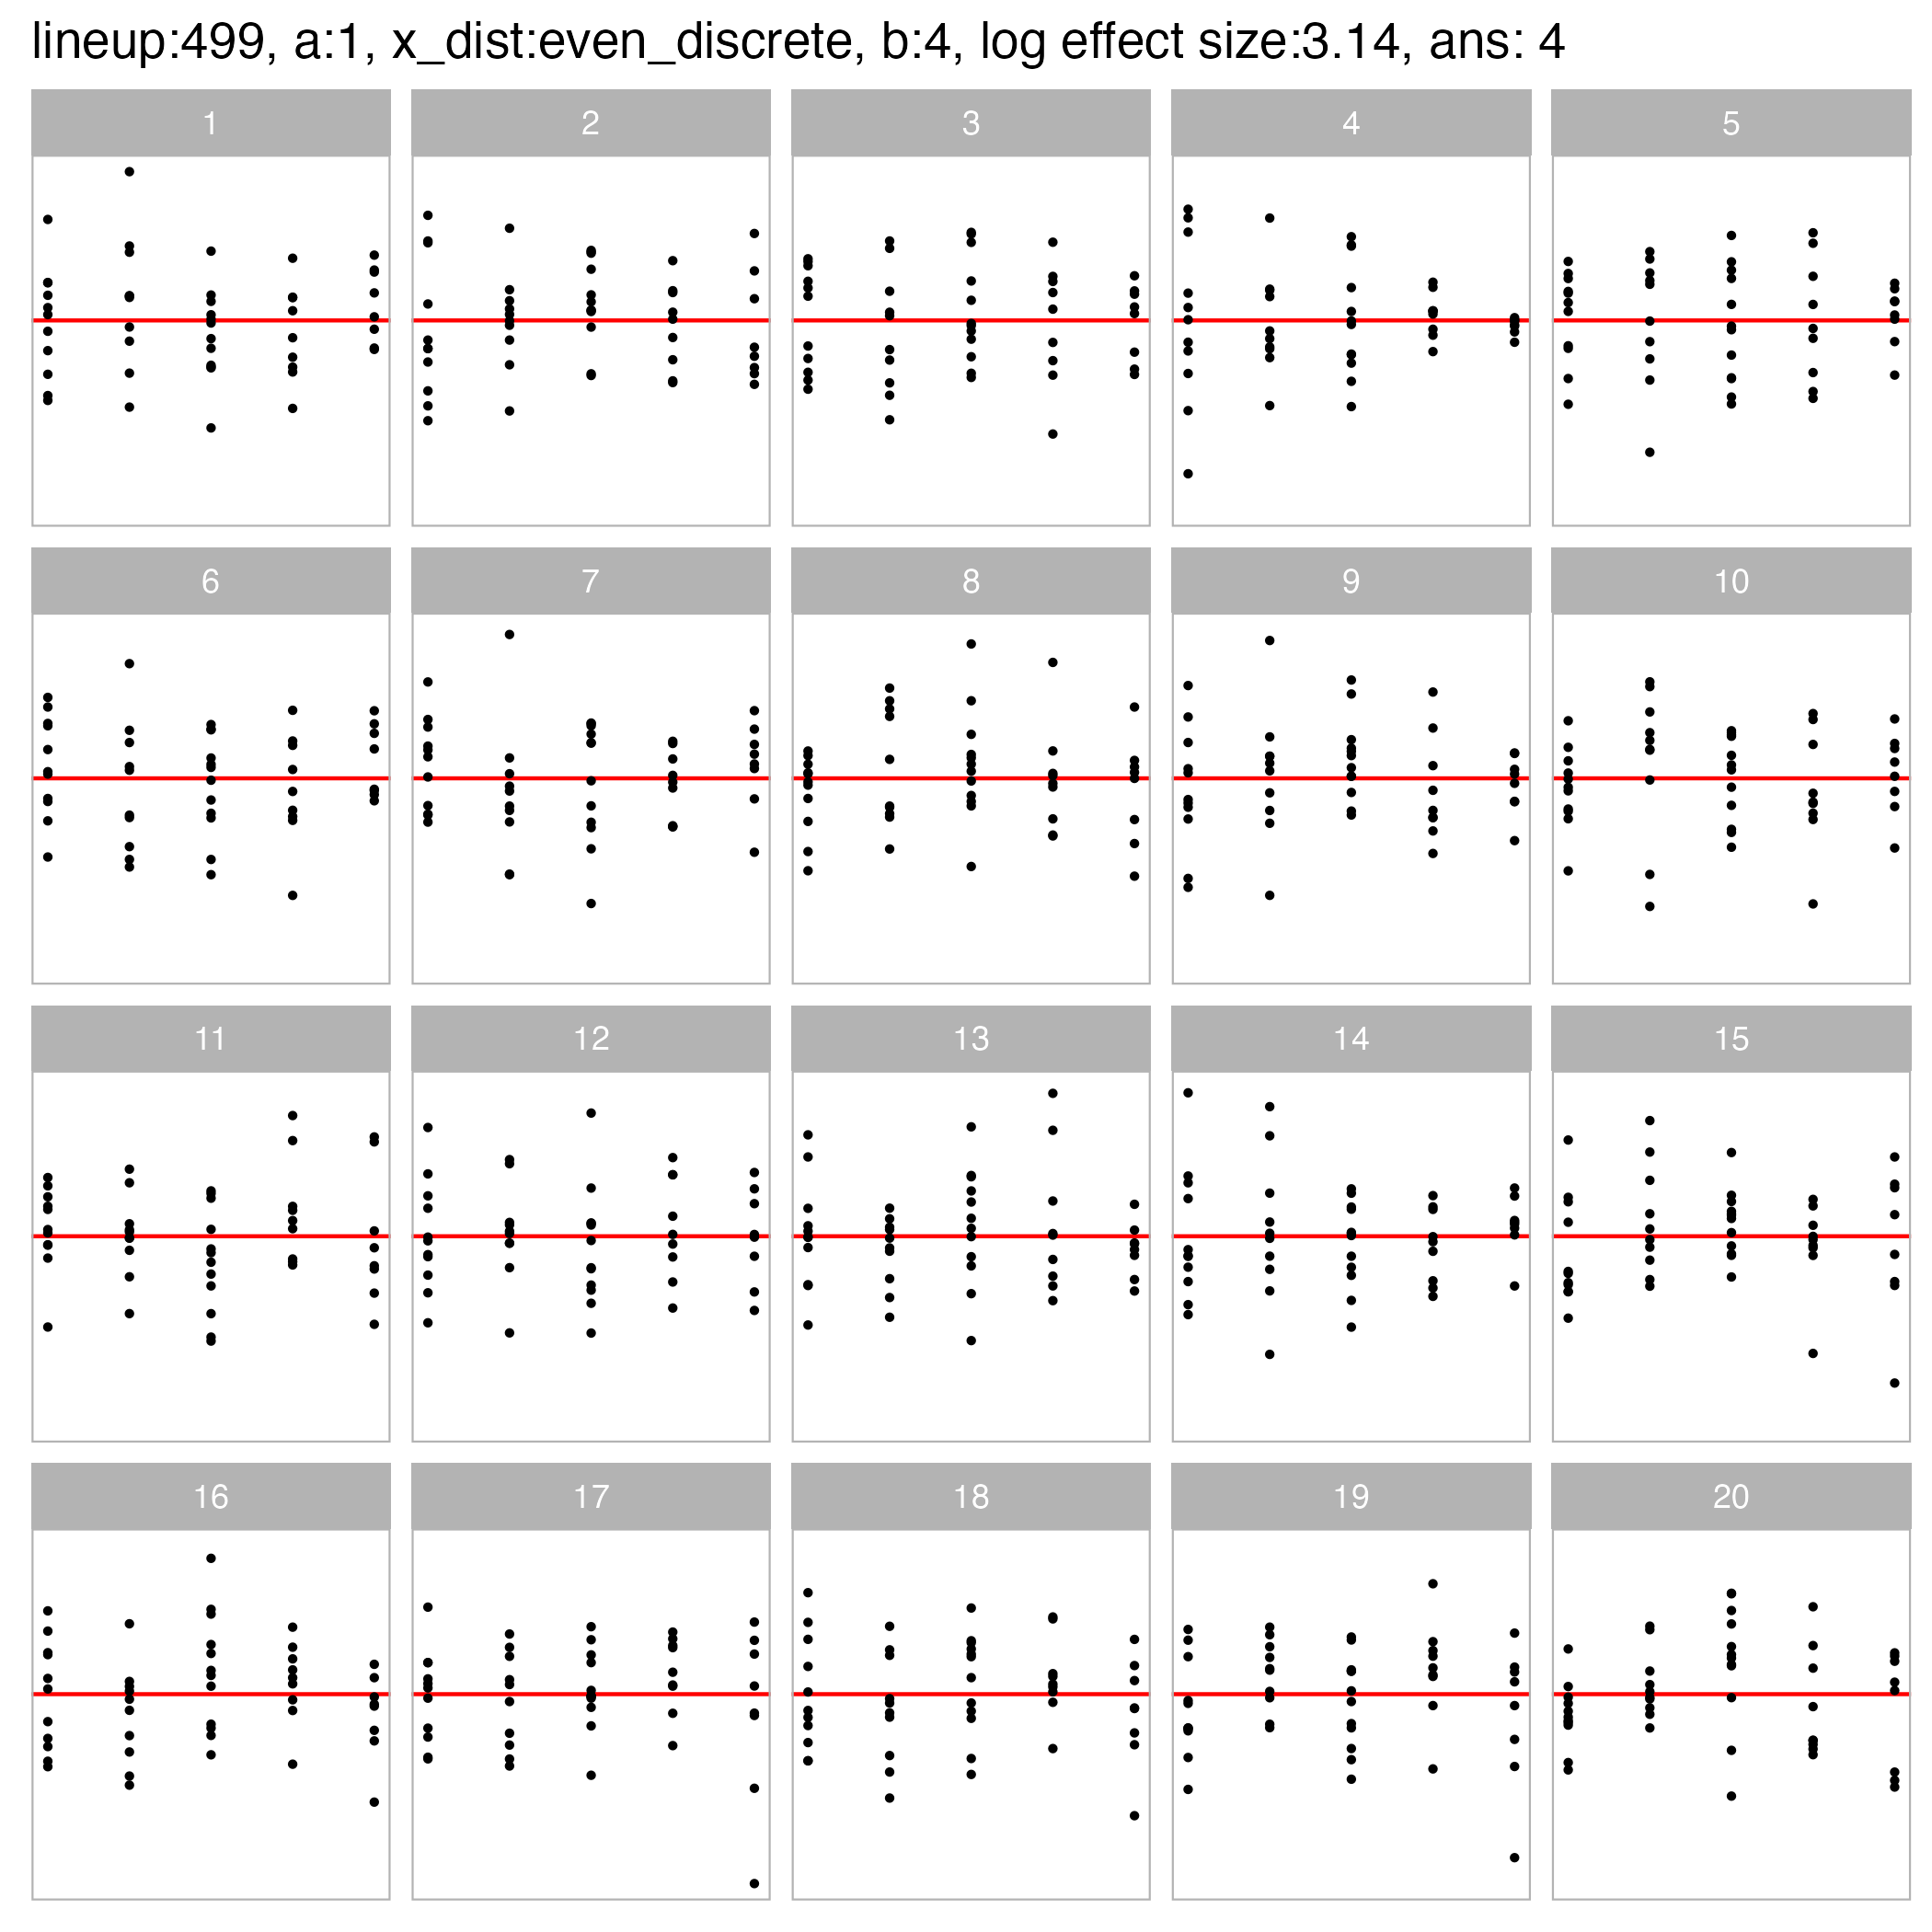 lineup:499, a:1, x_dist:even_discrete, b:4, log effect size:3.14, ans: 4
1 2 3 4 5
6 7 8 9 10
11 12 13 14 15
16 17 18 19 20